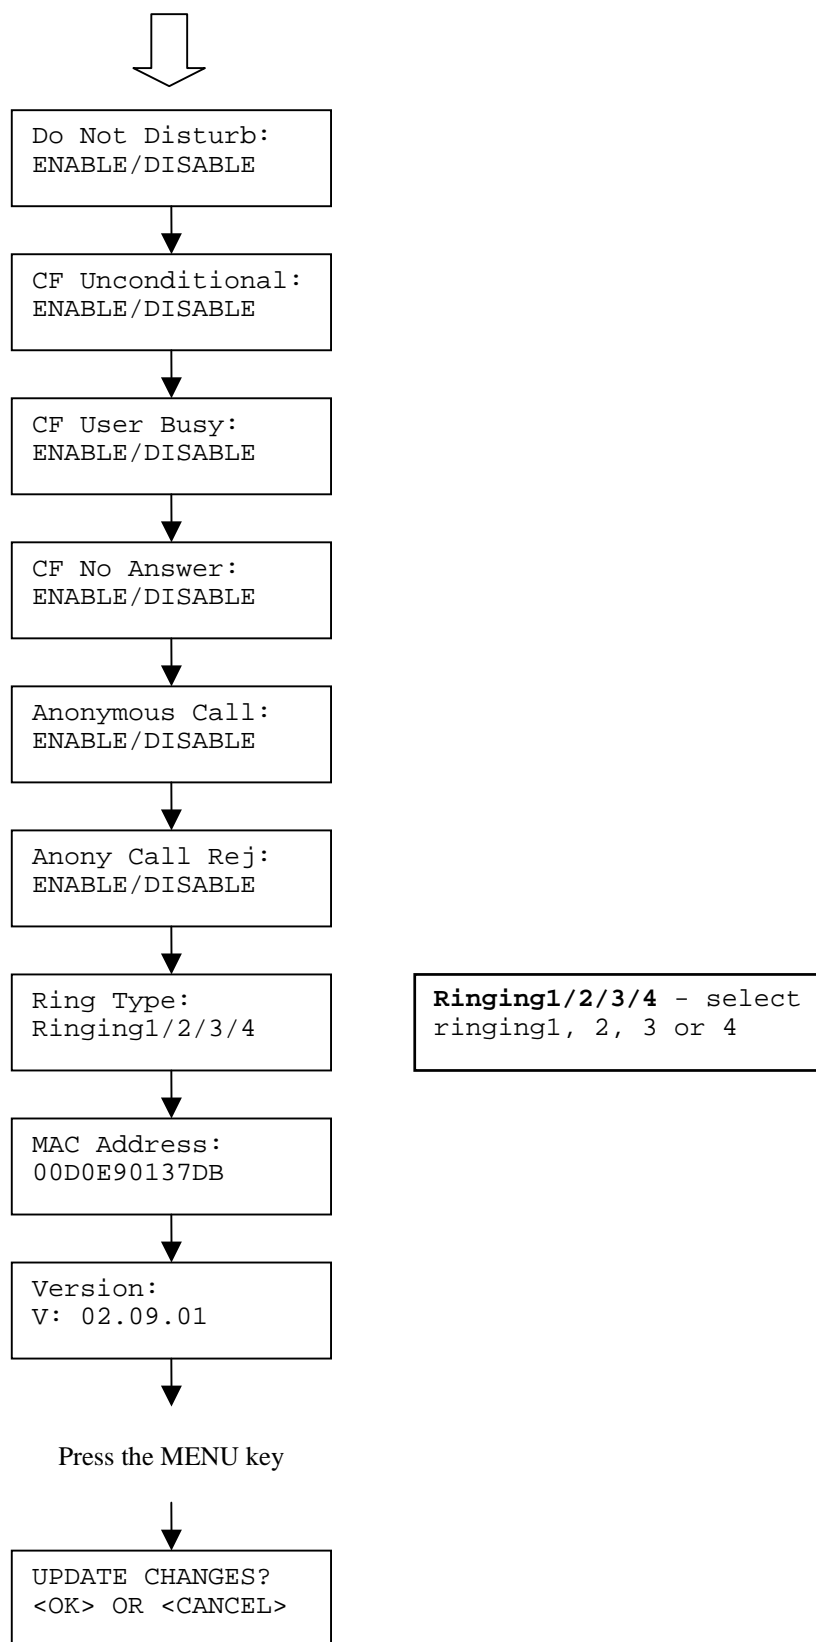 Do Not Disturb:
ENABLE/DISABLE
CF Unconditional:
ENABLE/DISABLE
CF User Busy:
ENABLE/DISABLE
CF No Answer:
ENABLE/DISABLE
Anonymous Call:
ENABLE/DISABLE
Anony Call Rej:
ENABLE/DISABLE
Ring Type:
Ringing1/2/3/4
Ringing1/2/3/4 - select
ringing1, 2, 3 or 4
MAC Address:
00D0E90137DB
Version:
V: 02.09.01
Press the MENU key
UPDATE CHANGES?
<OK> OR <CANCEL>